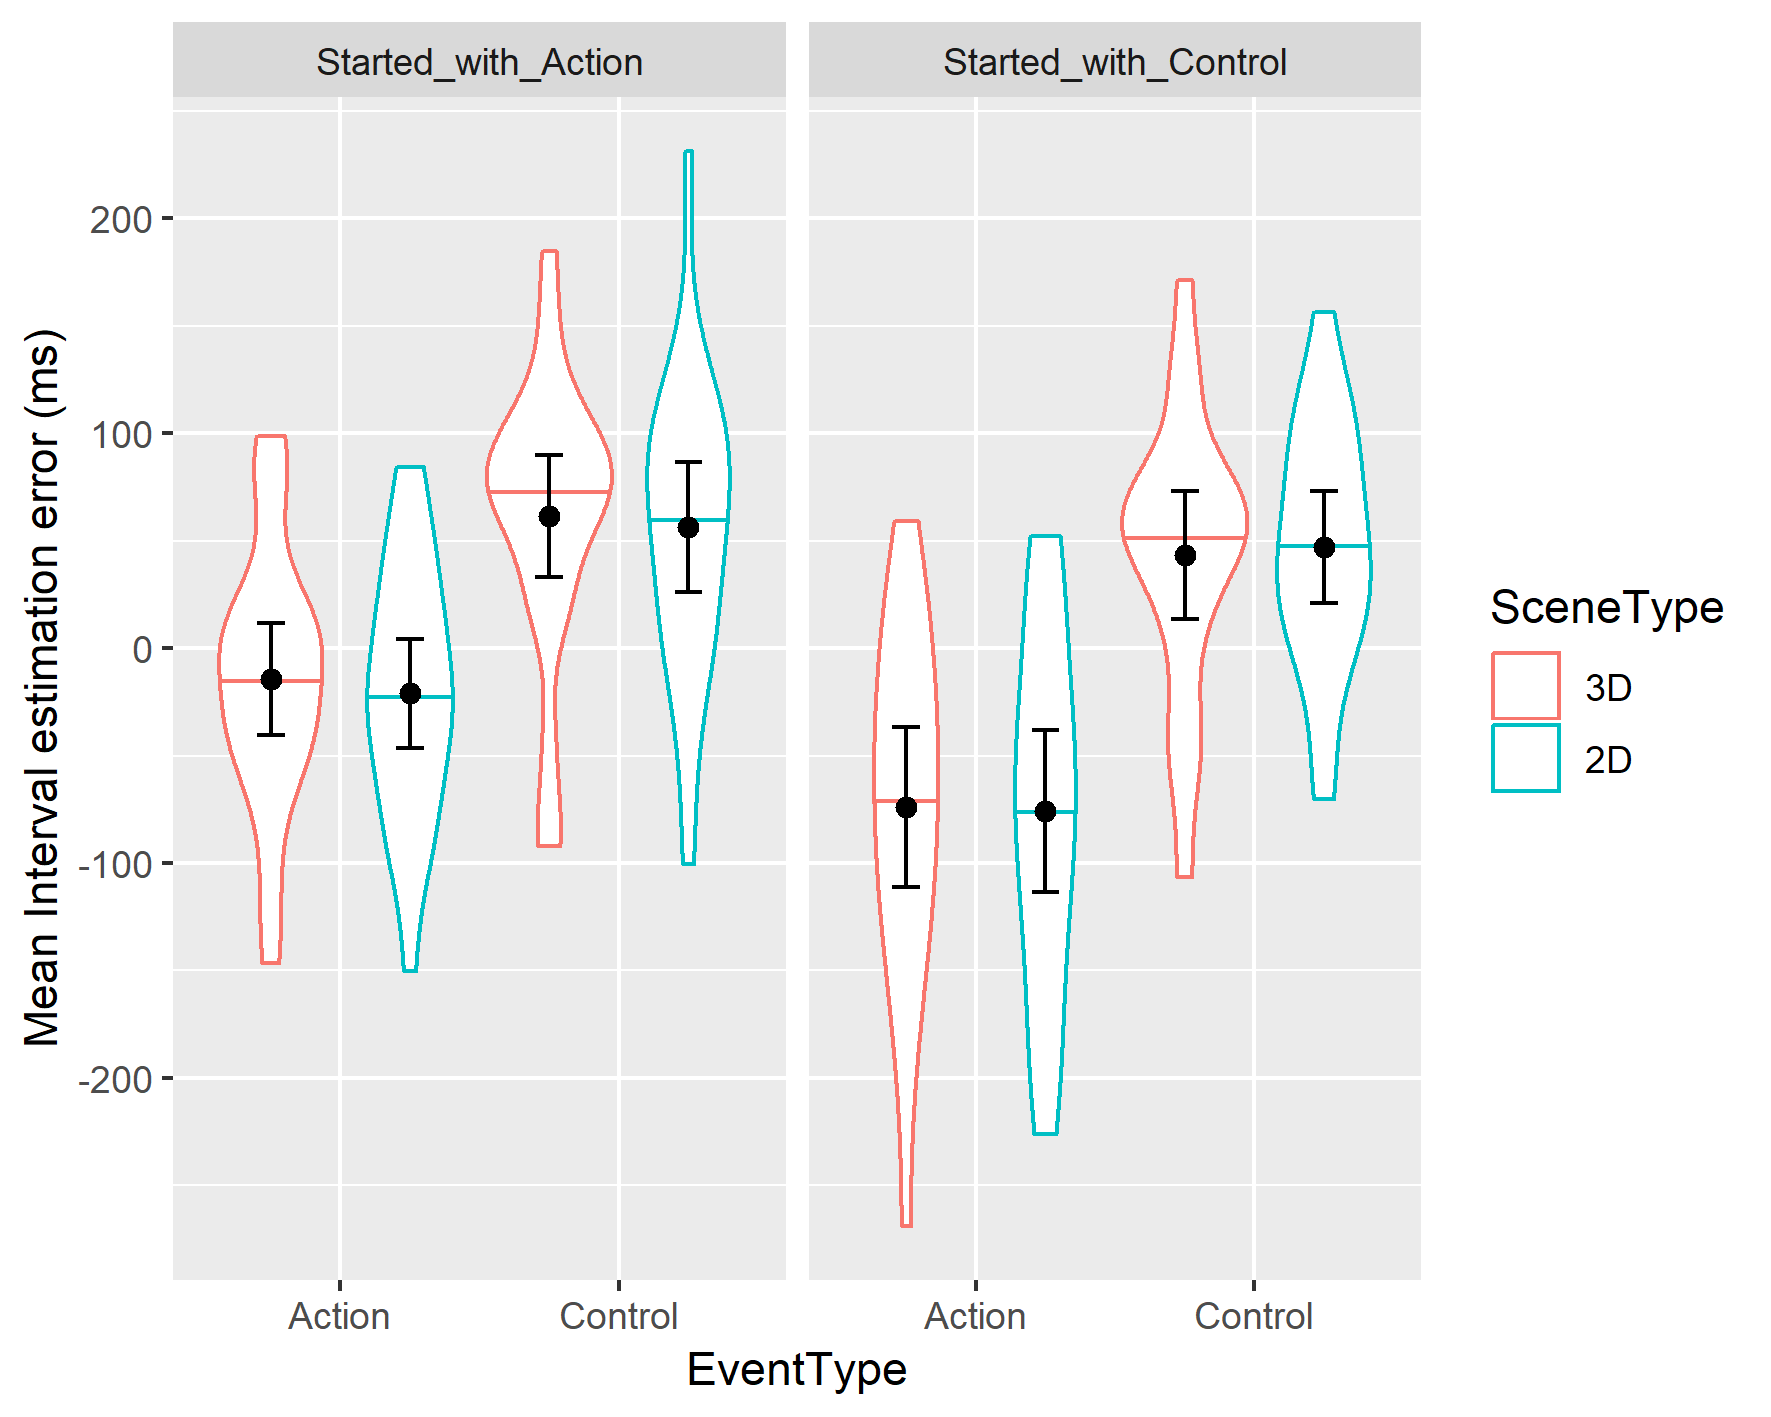 Started_with_Action
Started_with_Control
Mean Interval estimation error (ms)
200
100
0
-100
-200
Action
Control
Action
Control
EventType
SceneType
3D
2D